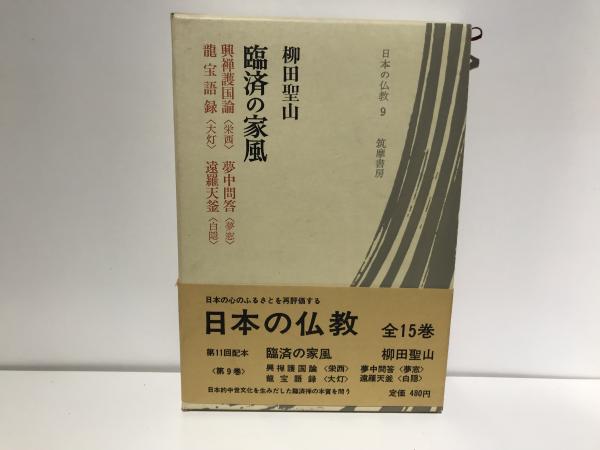 日本の仏教 9 筑摩書房
柳田聖山
臨済の家風
興禅護国論〈栄西〉 夢中問答〈夢窓〉
龍宝語録〈大灯〉 遠羅天釜〈白隠〉
日本の心のふるさとを再評価する
日本の仏教 全15巻
第11回配本 臨済の家風 柳田聖山
〈第9巻〉 興禅護国論〈栄西〉 夢中問答〈夢窓〉
龍宝語録〈大灯〉 遠羅天釜〈白隠〉
日本的中世文化を生みだした臨済禅の本質を問う 定価 480円